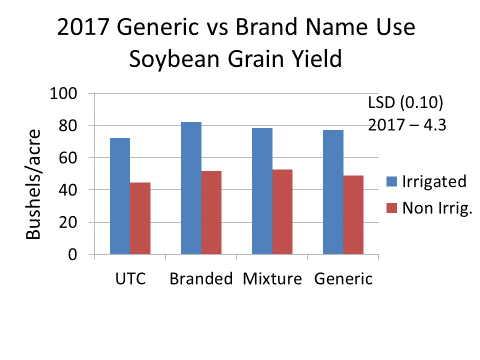 2017 Generic vs Brand Name Use
Soybean Grain Yield
LSD (0.10)
2017 – 4.3
Bushels/acre
100
80
60
40
20
0
UTC Branded Mixture Generic
Irrigated
Non Irrig.